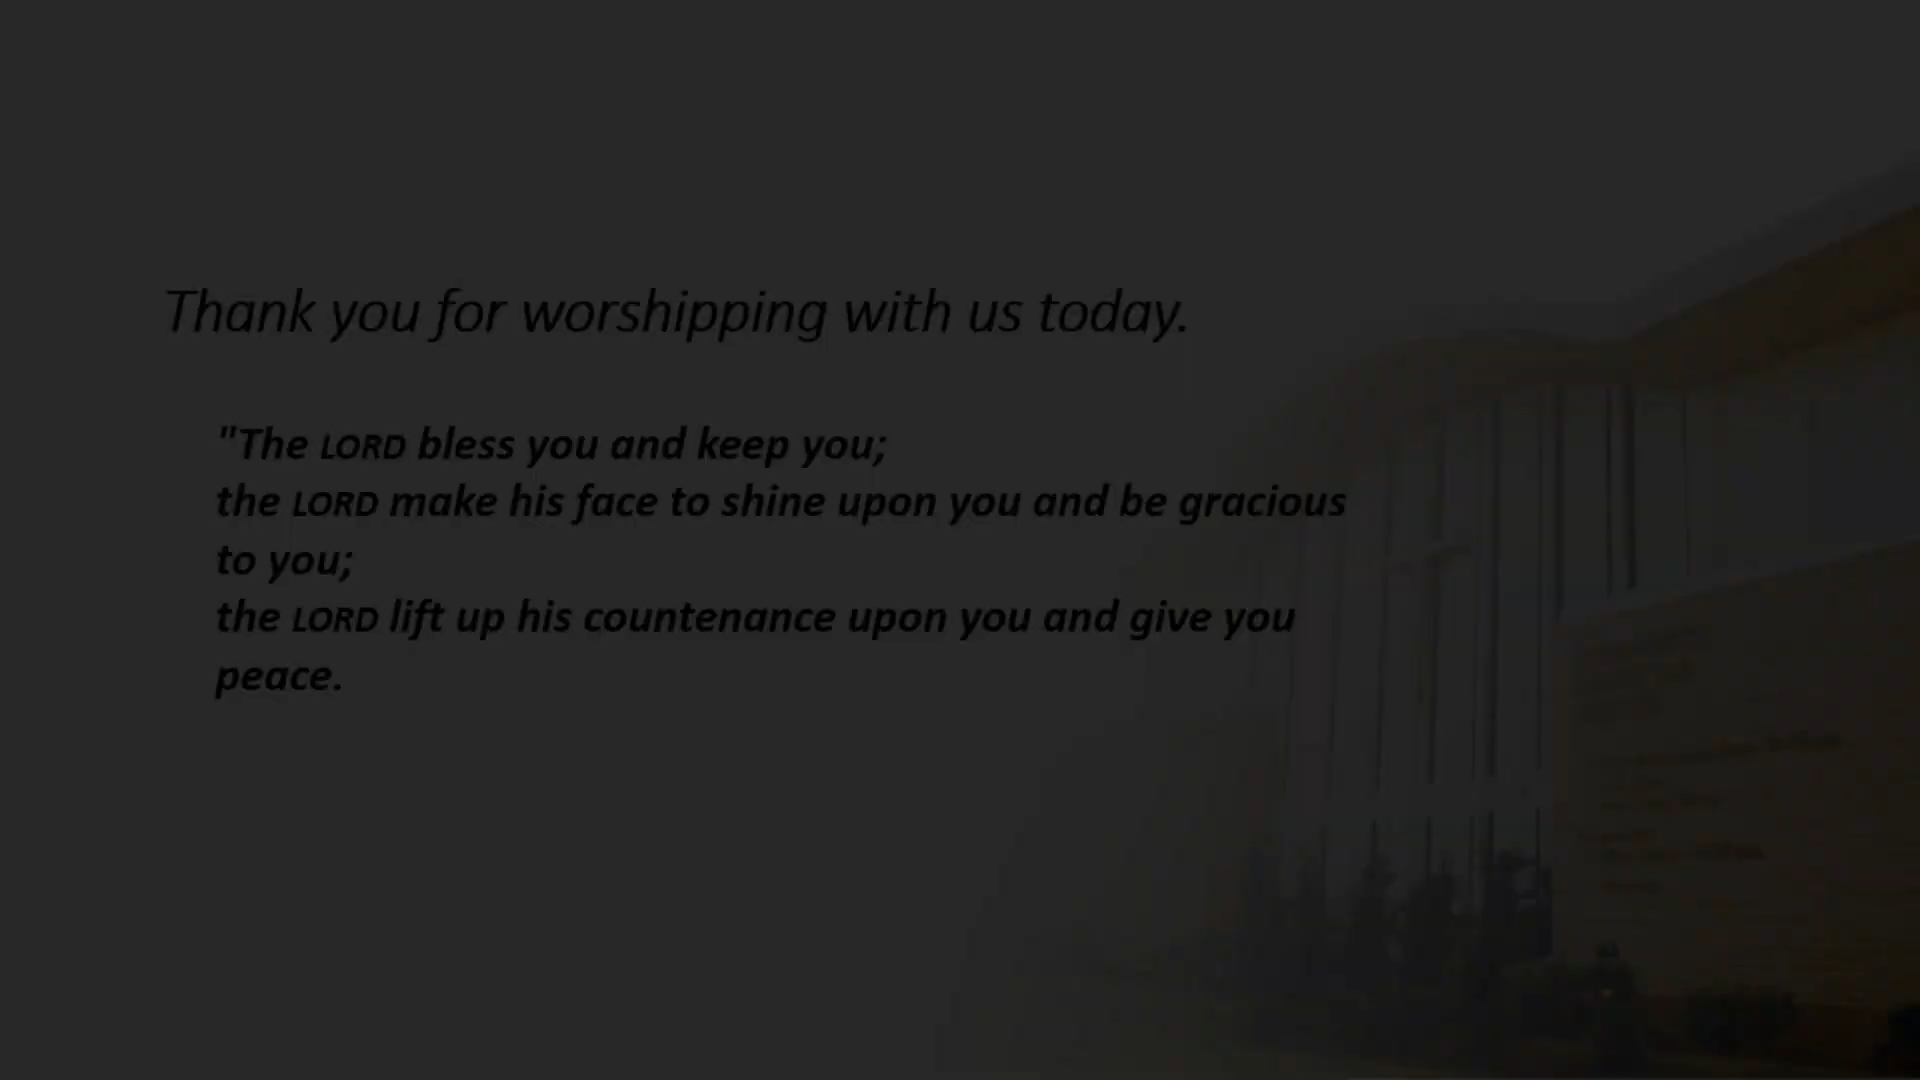 Thank you for worshipping with us today.
"The LORD bless you and keep you;
the LORD make his face to shine upon you and be gracious
to you;
the LORD lift up his countenance upon you and give you
peace.